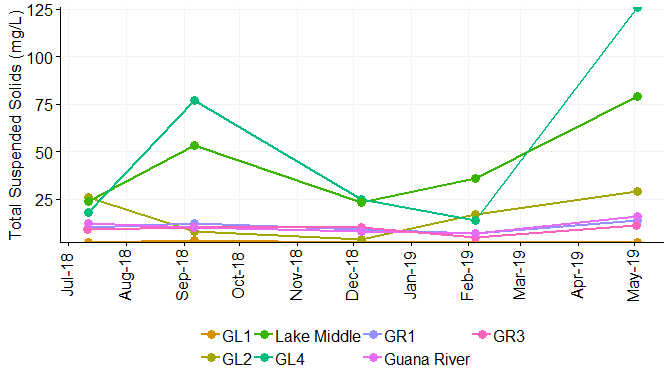 Total Suspended Solids (mg/L)
125
100
75
50
25
Jul-18 Aug-18 Sep-18 Oct-18 Nov-18 Dec-18 Jan-19 Feb-19 Mar-19 Apr-19 May-19
GL1 Lake Middle GR1 GR3
GL2 GL4 Guana River